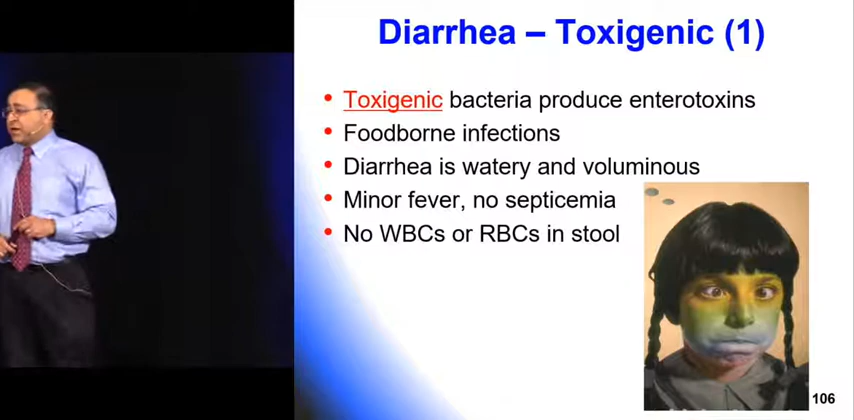 Diarrhea – Toxigenic (1)
• Toxigenic bacteria produce enterotoxins
• Foodborne infections
• Diarrhea is watery and voluminous
• Minor fever, no septicemia
• No WBCs or RBCs in stool
106